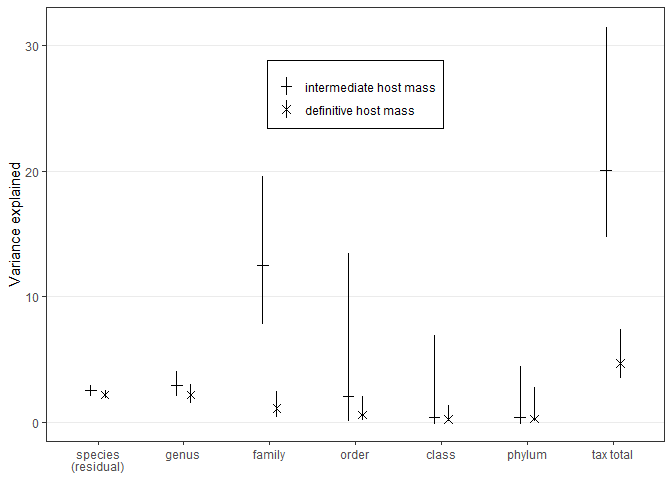 Variance explained
30
20
10
0
intermediate host mass
definitive host mass
species genus family order class phylum tax total
(residual)